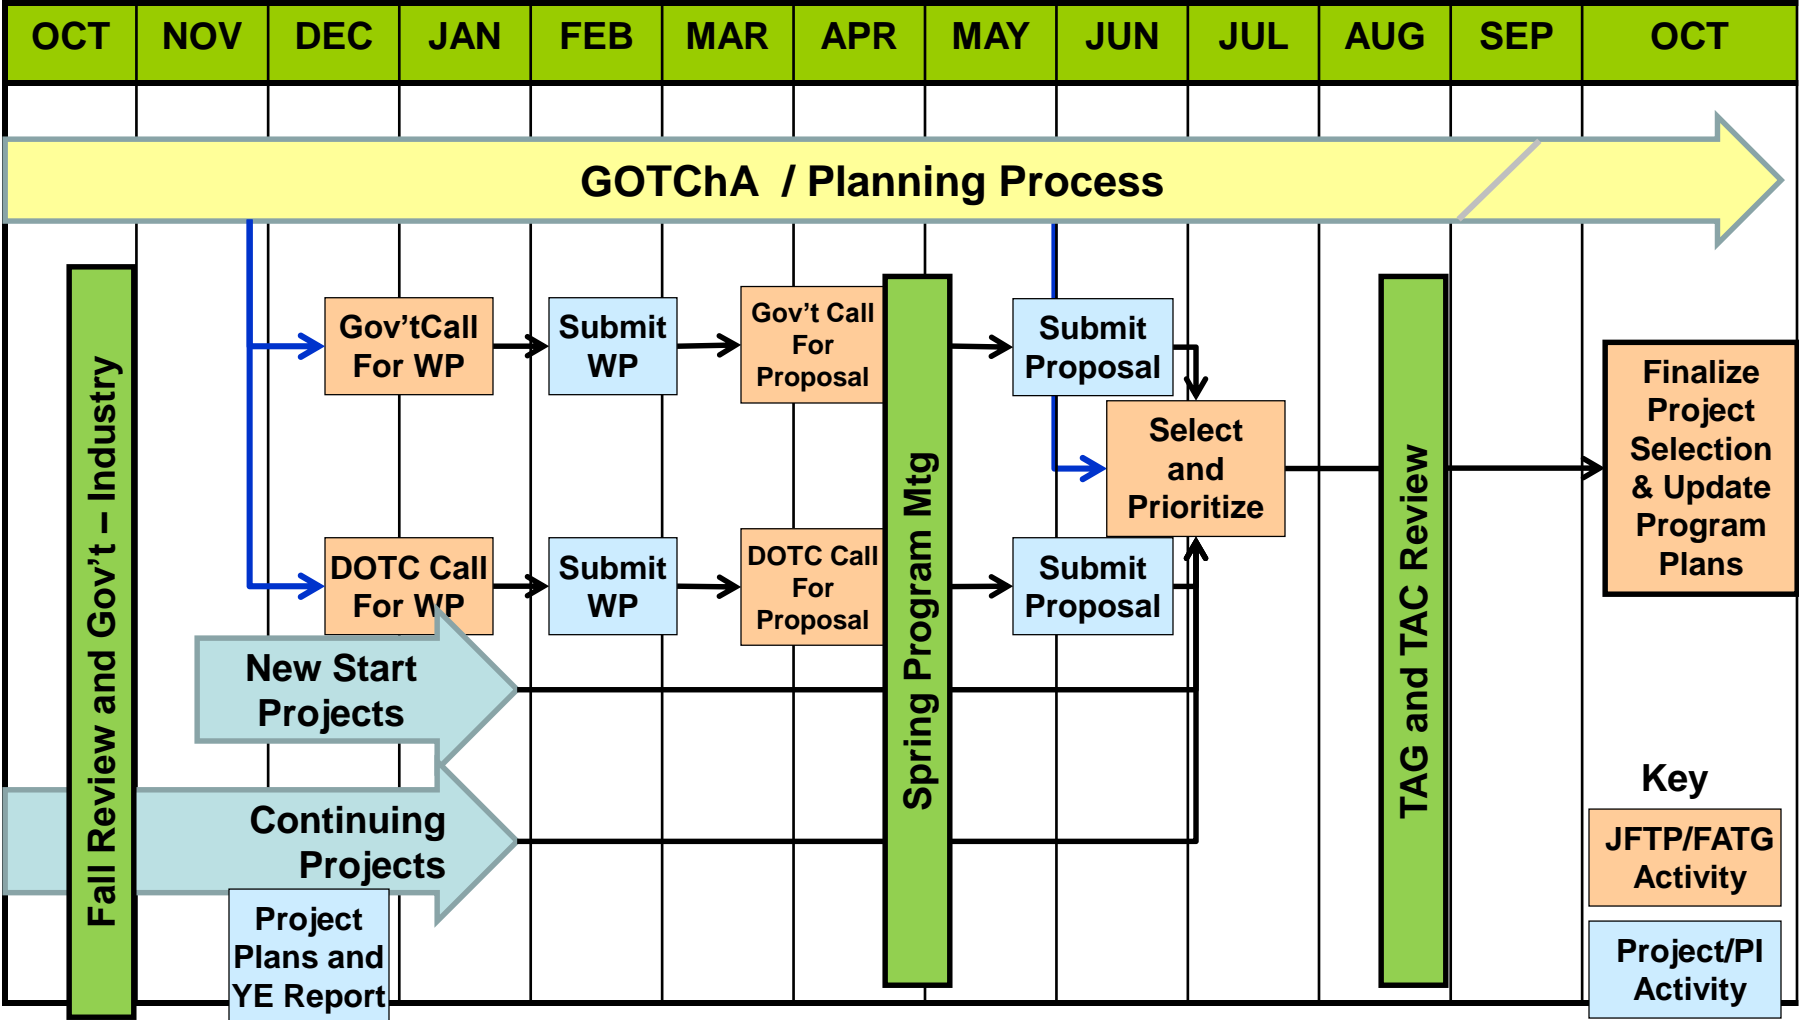 OCT NOV DEC JAN FEB MAR APR MAY JUN JUL AUG SEP OCT
GOTChA / Planning Process
Fall Review and Gov't – Industry
Gov'tCall
For WP
Submit
WP
Gov't Call
For
Proposal
Spring Program Mtg
Submit
Proposal
Select
and
Prioritize
TAG and TAC Review
Finalize
Project
Selection
& Update
Program
Plans
DOTC Call
For WP
Submit
WP
DOTC Call
For
Proposal
Submit
Proposal
New Start
Projects
Continuing
Projects
Project
Plans and
YE Report
Key
JFTP/FATG
Activity
Project/PI
Activity